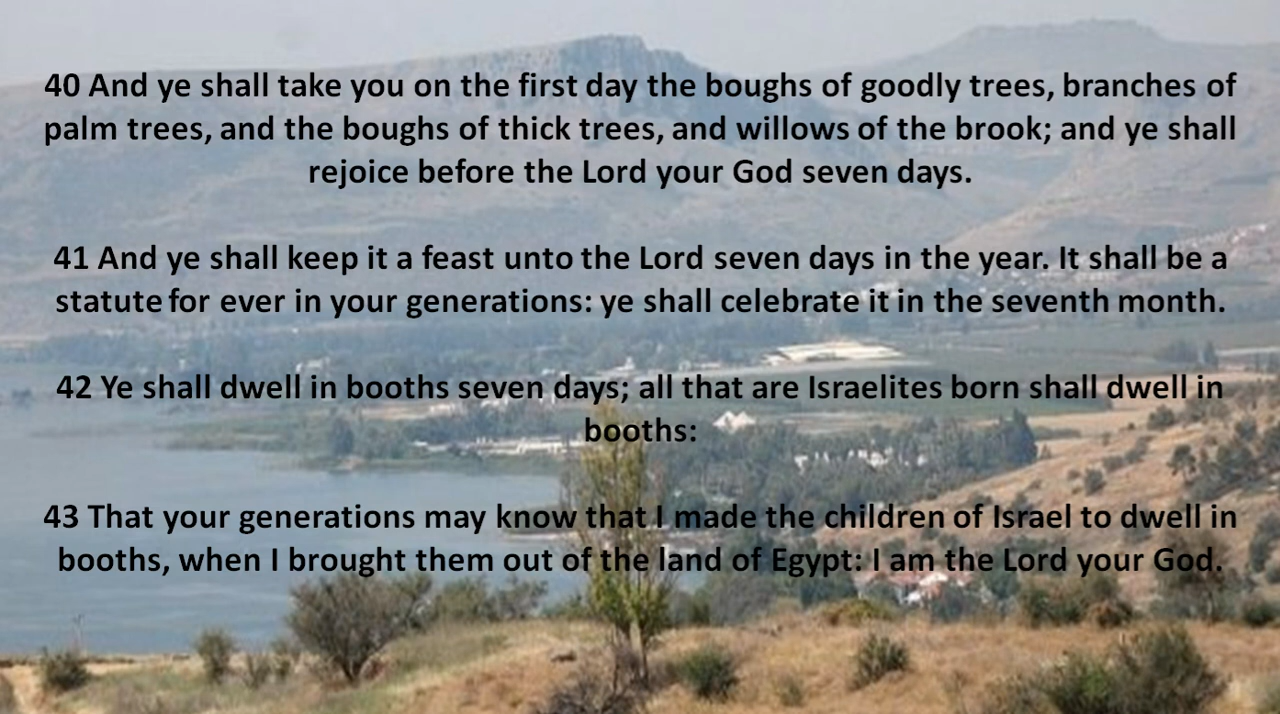 40 And ye shall take you on the first day the boughs of goodly trees, branches of
palm trees, and the boughs of thick trees, and willows of the brook; and ye shall
rejoice before the Lord your God seven days.
41 And ye shall keep it a feast unto the Lord seven days in the year. It shall be a
statute for ever in your generations: ye shall celebrate it in the seventh month.
42 Ye shall dwell in booths seven days; all that are Israelites born shall dwell in
booths:
43 That your generations may know that I made the children of Israel to dwell in
booths, when I brought them out of the land of Egypt: I am the Lord your God.